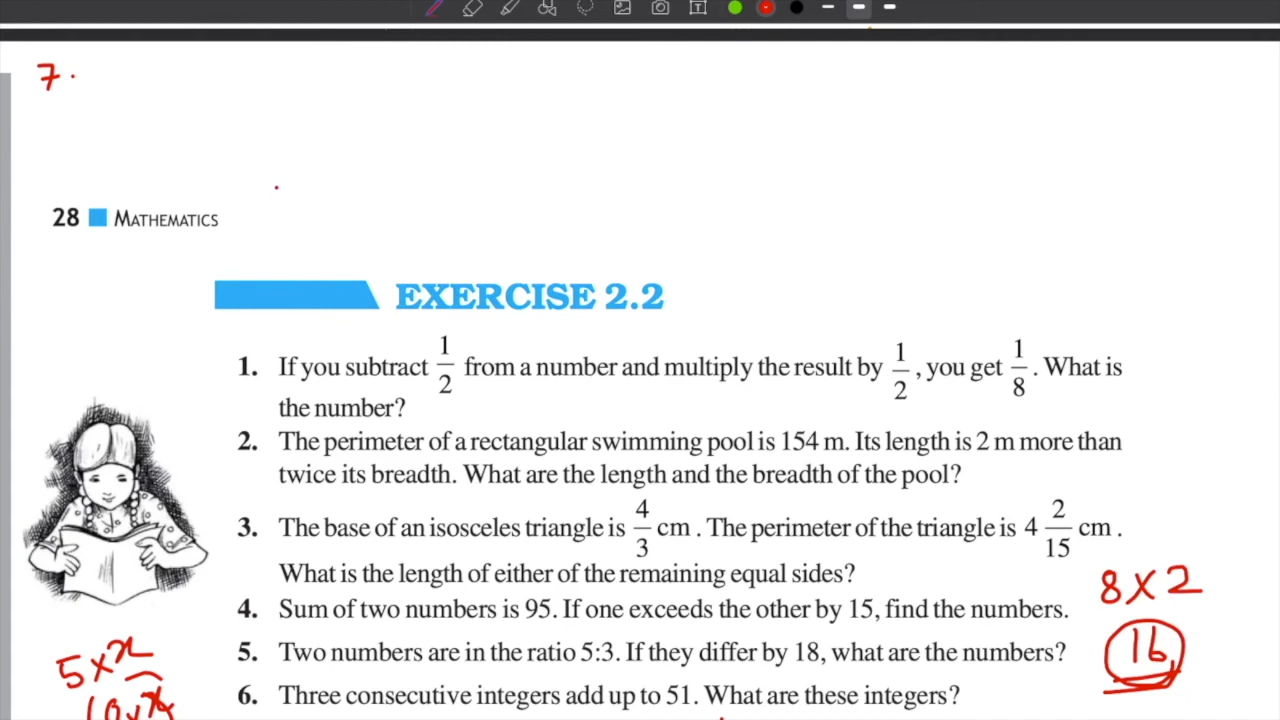 7.
28 MATHEMATICS
EXERCISE 2.2
1. If you subtract 1/2 from a number and multiply the result by 1/2, you get 1/8. What is
the number?
2. The perimeter of a rectangular swimming pool is 154 m. Its length is 2 m more than
twice its breadth. What are the length and the breadth of the pool?
3. The base of an isosceles triangle is 4/3 cm. The perimeter of the triangle is 4 2/15 cm.
What is the length of either of the remaining equal sides?
8 x 2
4. Sum of two numbers is 95. If one exceeds the other by 15, find the numbers.
16
5. Two numbers are in the ratio 5:3. If they differ by 18, what are the numbers?
5 x x
6. Three consecutive integers add up to 51. What are these integers?
10 x x